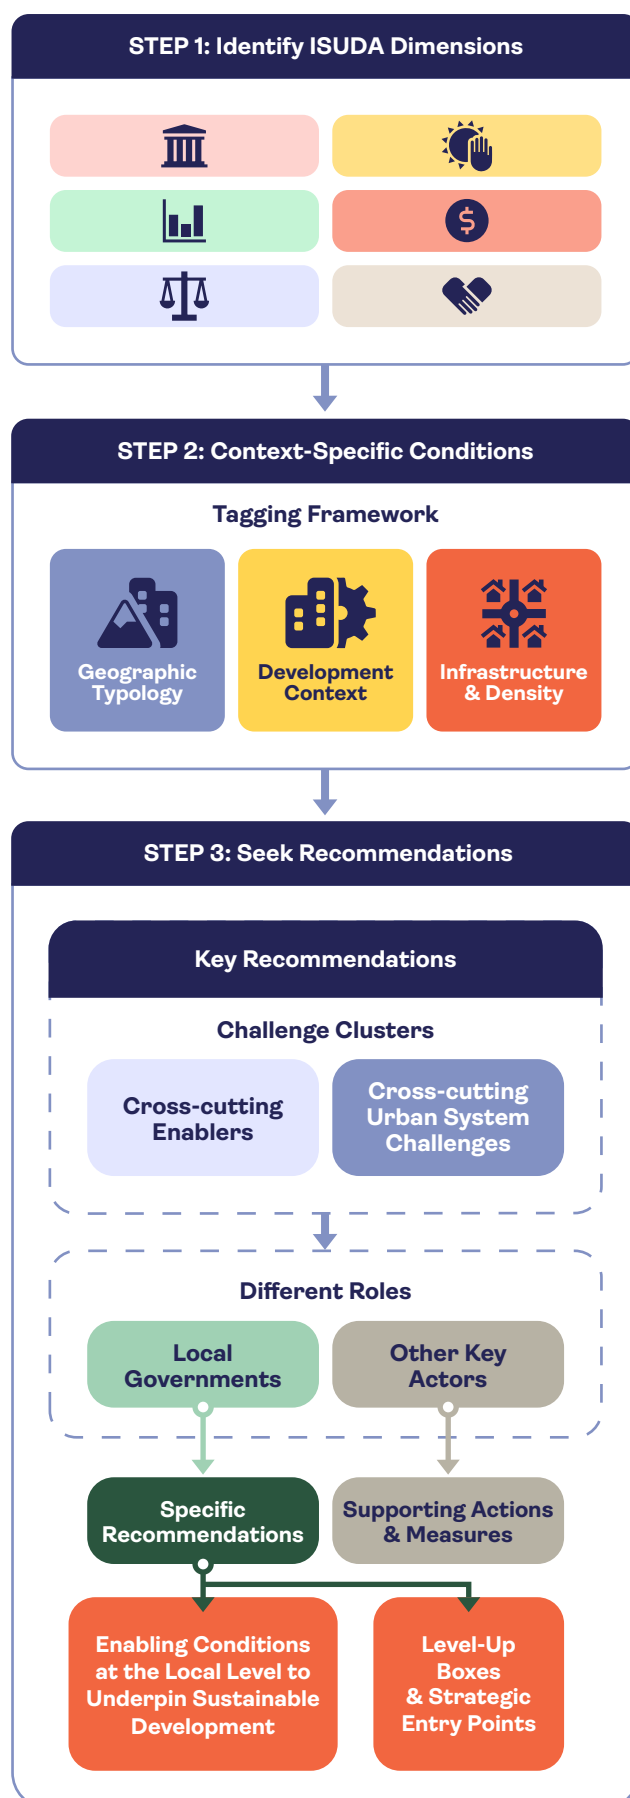 STEP 1: Identify ISUDA Dimensions
STEP 2: Context-Specific Conditions
Tagging Framework
Geographic
Typology
Development
Context
Infrastructure
& Density
STEP 3: Seek Recommendations
Key Recommendations
Challenge Clusters
Cross-cutting
Enablers
Cross-cutting
Urban System
Challenges
Different Roles
Local
Governments
Other Key
Actors
Specific
Recommendations
Supporting Actions
& Measures
Enabling Conditions
at the Local Level to
Underpin Sustainable
Development
Level-Up
Boxes
& Strategic
Entry Points